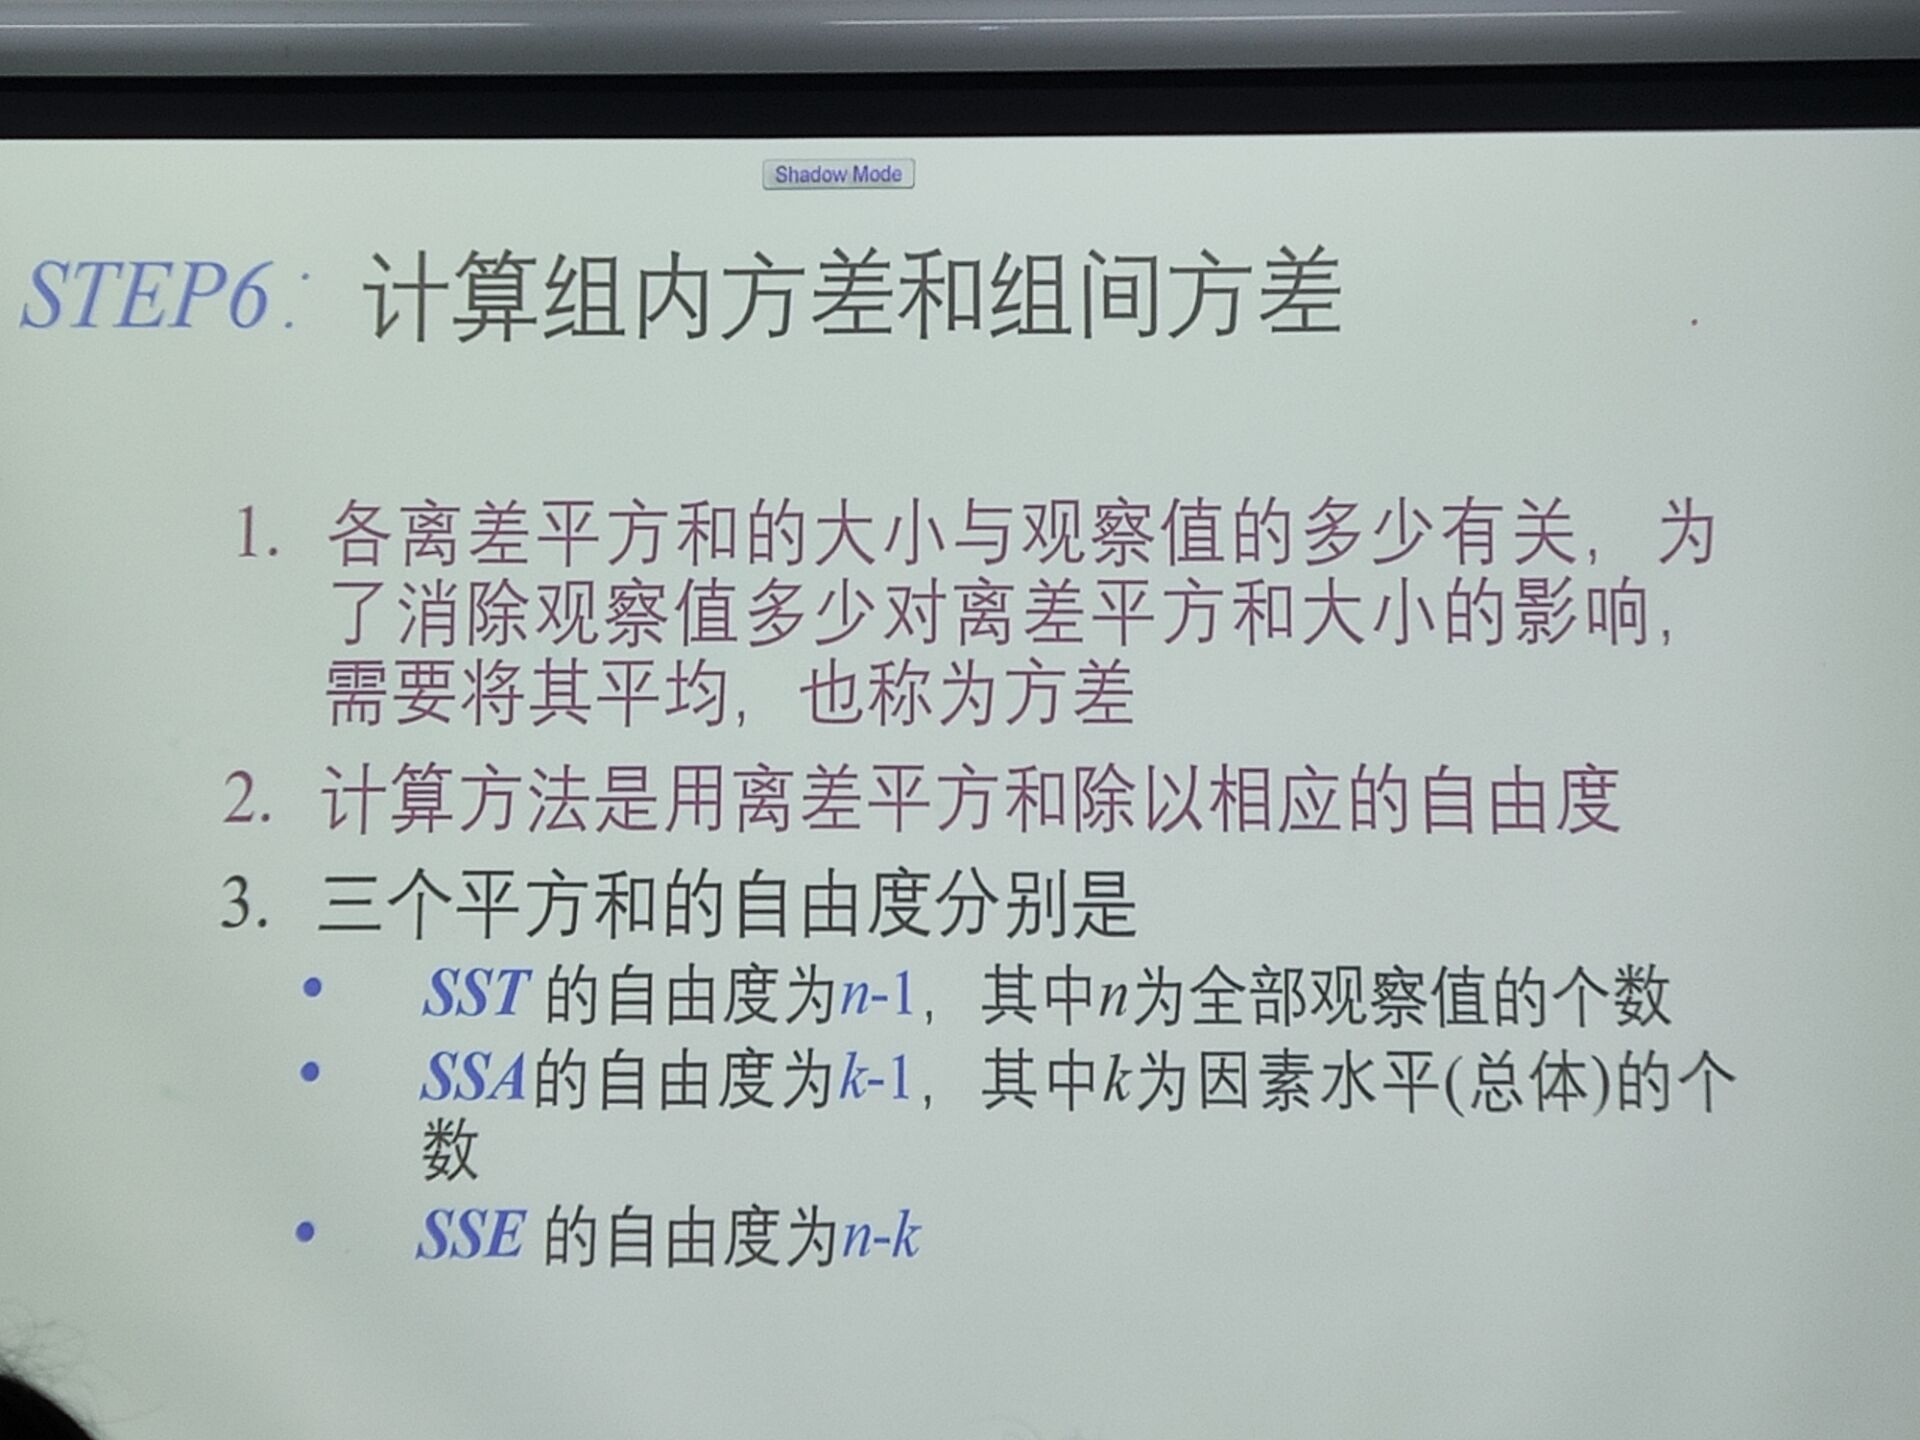 Shadow Mode
STEP6: 计算组内方差和组间方差
1. 各离差平方和的大小与观察值的多少有关，为
了消除观察值多少对离差平方和大小的影响，
需要将其平均，也称为方差
2. 计算方法是用离差平方和除以相应的自由度
3. 三个平方和的自由度分别是
• SST 的自由度为n-1，其中n为全部观察值的个数
• SSA的自由度为k-1，其中k为因素水平(总体)的个
数
• SSE 的自由度为n-k